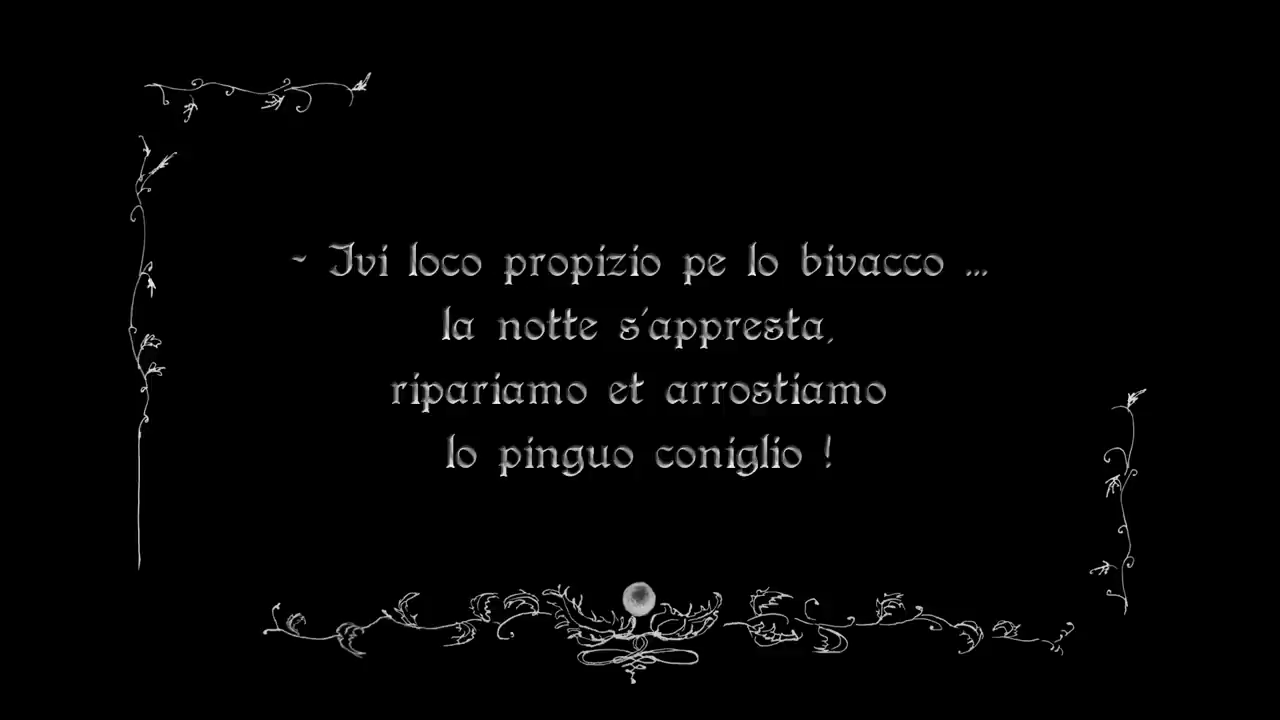 - Ivi loco propizio pe lo bivacco ...
la notte s'appresta,
ripariamo et arrostiamo
lo pinguo coniglio !